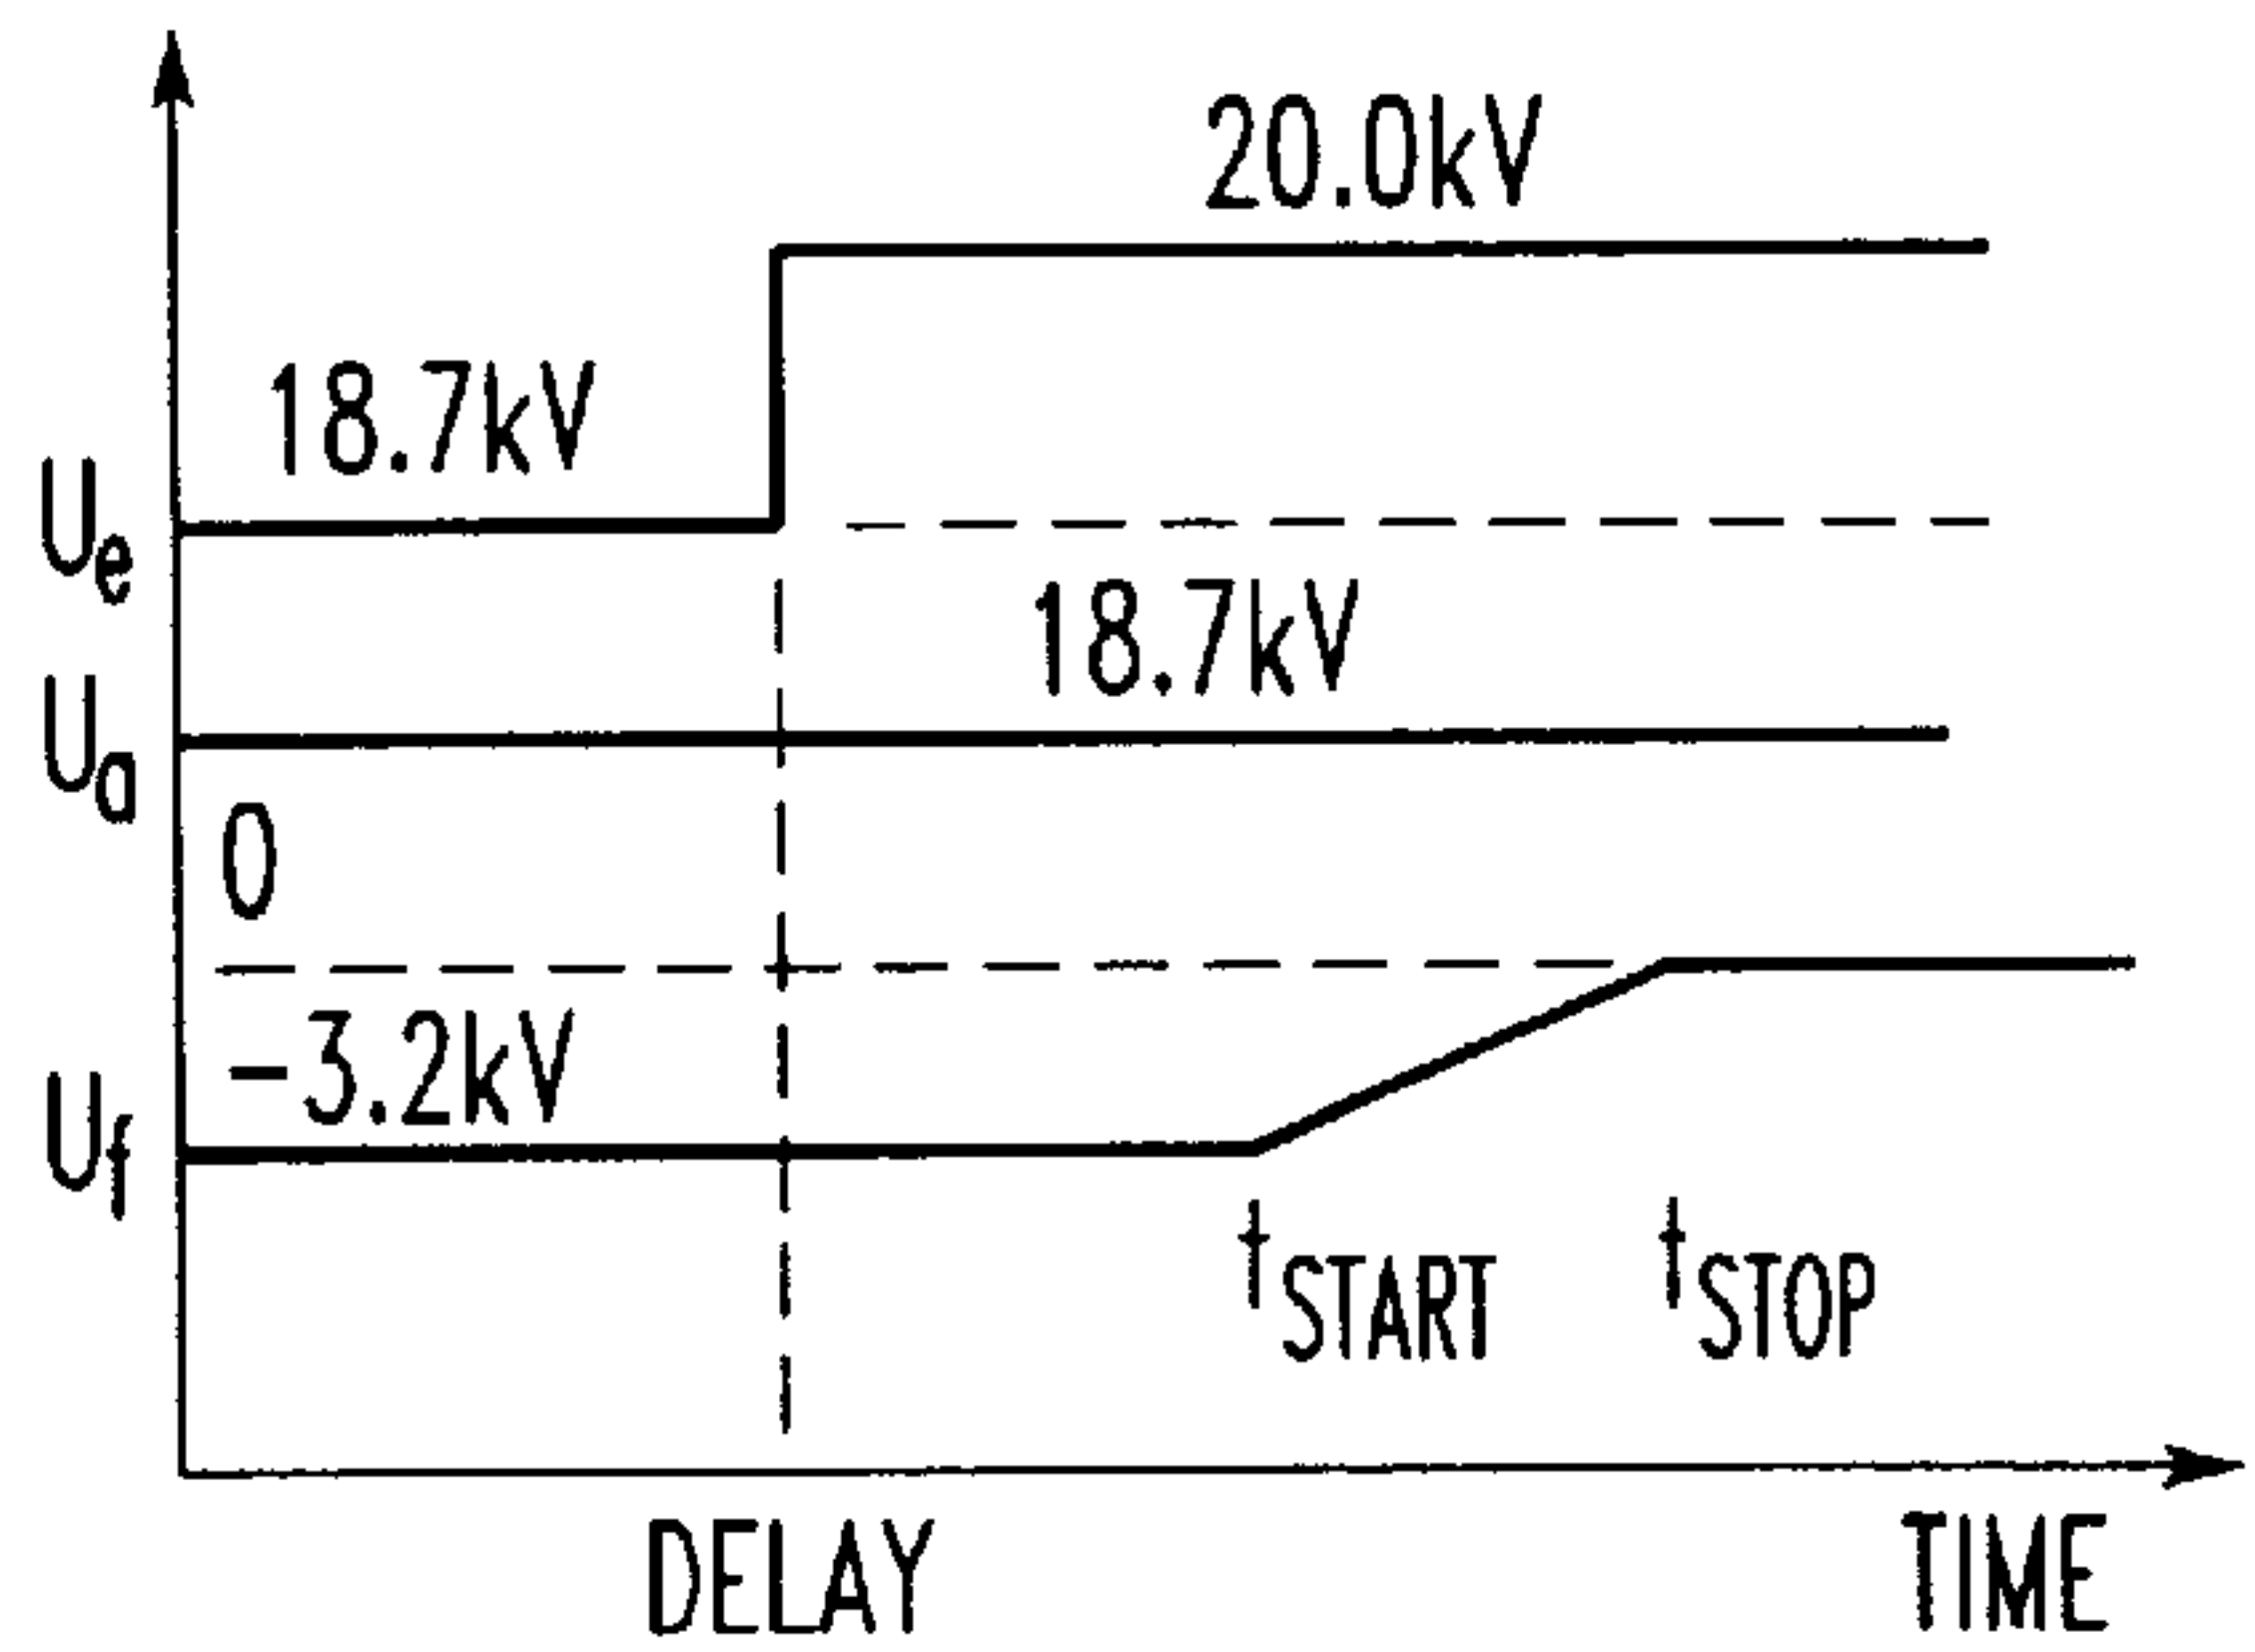 20.0kV
18.7kV
Ue
18.7kV
Ua
0
-3.2kV
Uf
tSTART
tSTOP
DELAY
TIME